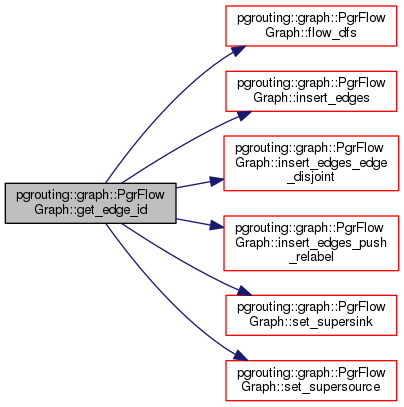 pgrouting::graph::PgrFlow
Graph::flow_dfs
pgrouting::graph::PgrFlow
Graph::insert_edges
pgrouting::graph::PgrFlow
Graph::insert_edges_edge
_disjoint
pgrouting::graph::PgrFlow
Graph::get_edge_id
pgrouting::graph::PgrFlow
Graph::insert_edges_push
_relabel
pgrouting::graph::PgrFlow
Graph::set_supersink
pgrouting::graph::PgrFlow
Graph::set_supersource